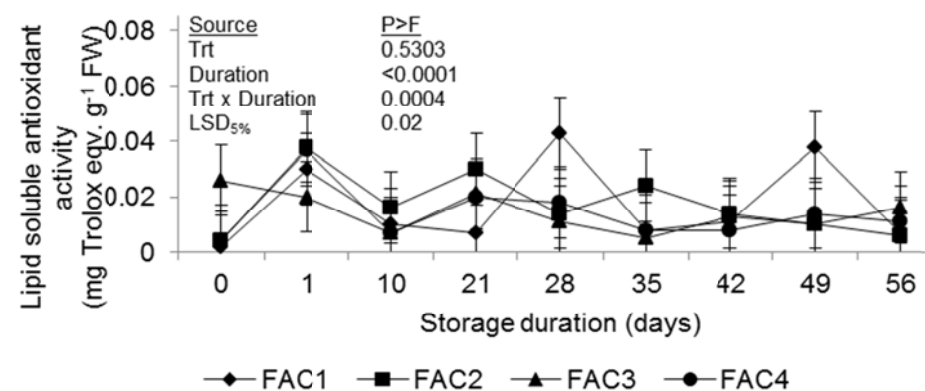 Lipid soluble antioxidant
activity
(mg Trolox eqv. g-1 FW)
0.08
0.06
0.04
0.02
0
Source P>F
Trt 0.5303
Duration <0.0001
Trt x Duration 0.0004
LSD5% 0.02
0 1 10 21 28 35 42 49 56
Storage duration (days)
FAC1 FAC2 FAC3 FAC4